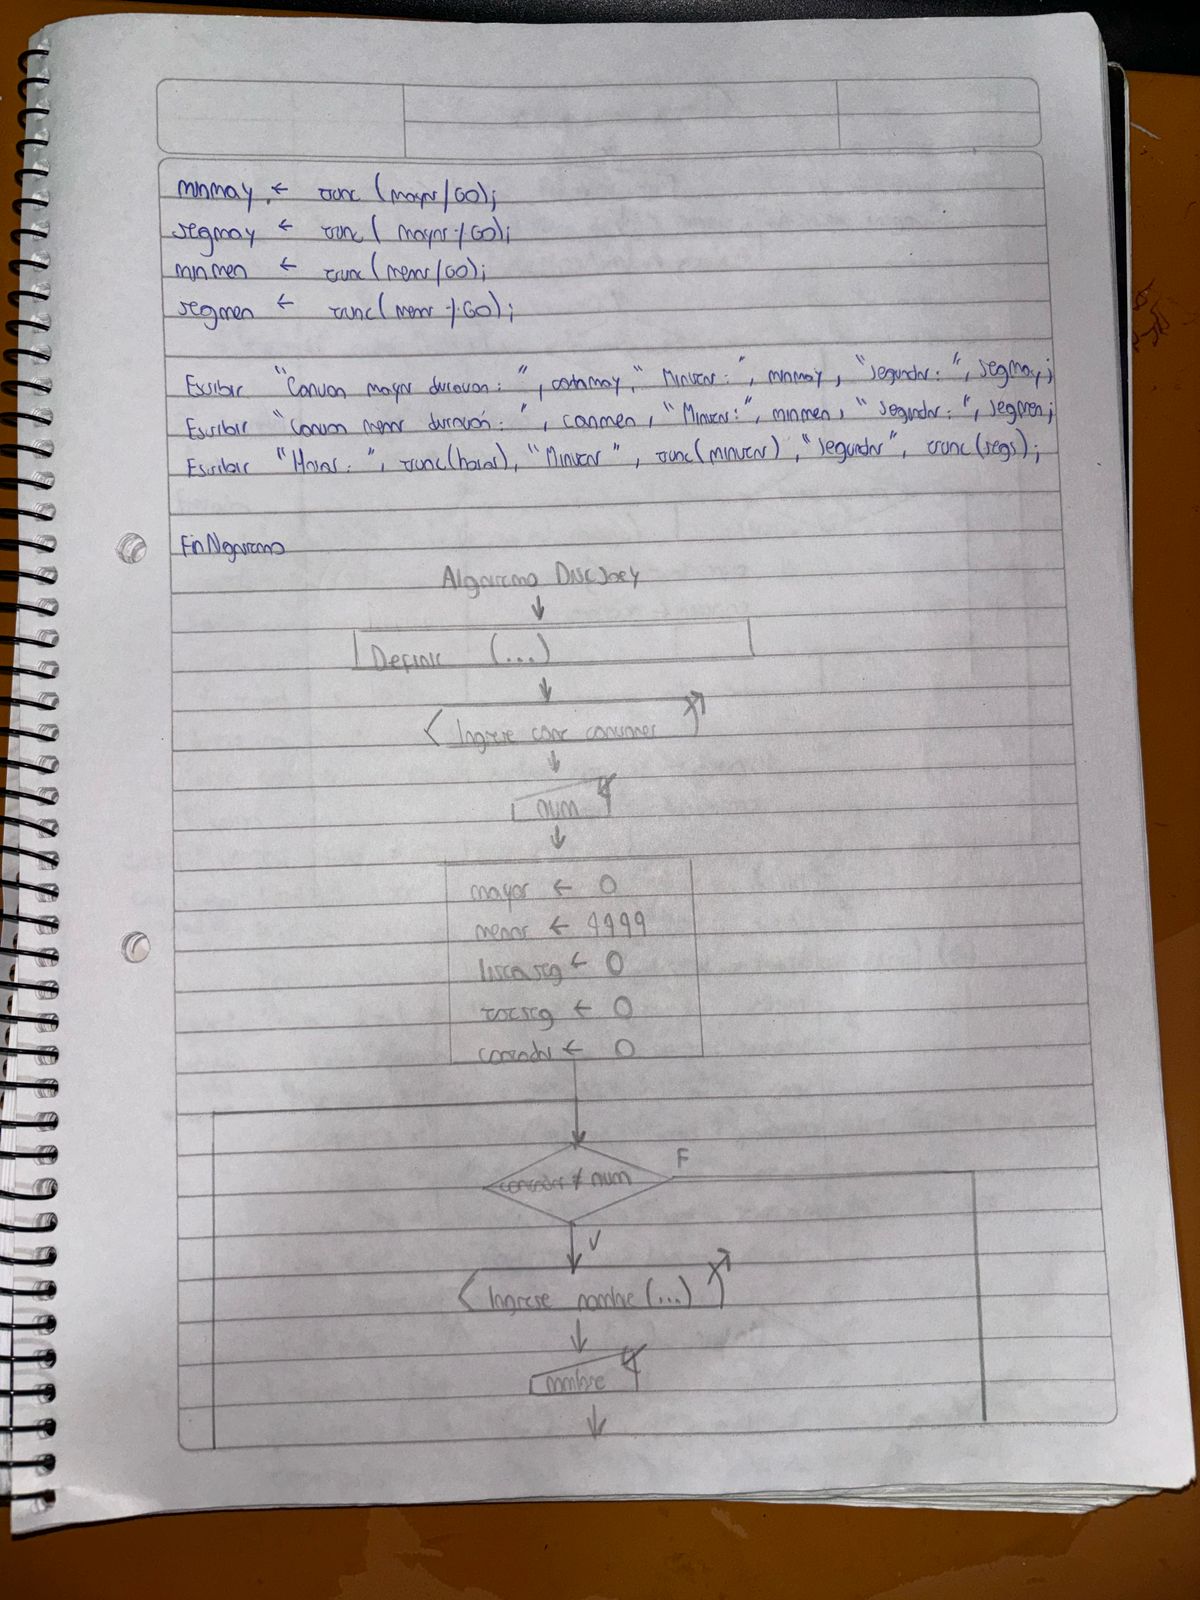 minmay ← trunc (mayor/60);
segmay ← trunc ( mayor % 60);
minmen ← trunc (menor/60);
segmen ← trunc( menor % 60);
Escribir "Cancion mayor duracion: ", canmay, " Minutos: ", minmay, "segundos: ", segmay;
Escribir "Cancion menor duración: ", canmen, "Minutos:", minmen, " segundos: ", segmen;
Escribir "Horas: ", trunc(horas), "Minutos ", trunc(minutos), "segundos", trunc(segs);
FinAlgoritmo
Algoritmo DiscJoey
Definir (...)
Ingrese cant canciones
num
mayor ← 0
menor ← 9999
listaseg ← 0
totseg ← 0
contador ← 0
contador ≠ num
F
V
Ingrese nombre (...)
nombre